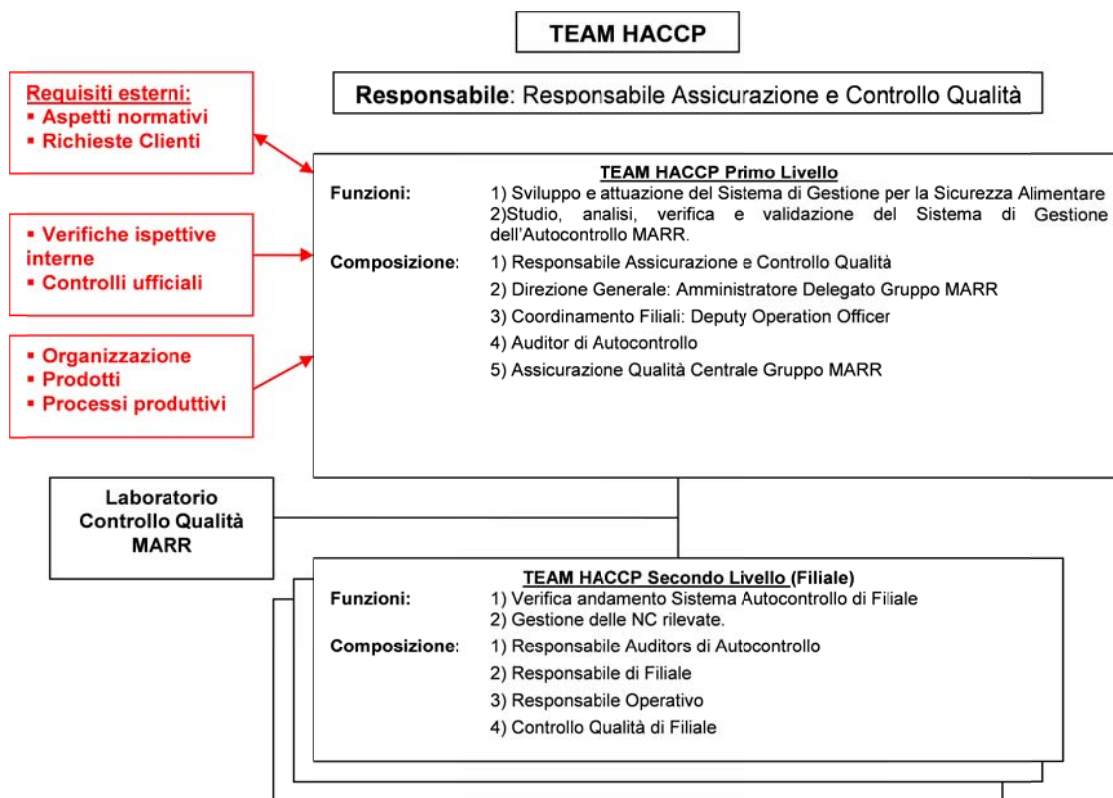 TEAM HACCP
Responsabile: Responsabile Assicurazione e Controllo Qualità
Requisiti esterni:
▪ Aspetti normativi
▪ Richieste Clienti
▪ Verifiche ispettive
interne
▪ Controlli ufficiali
▪ Organizzazione
▪ Prodotti
▪ Processi produttivi
TEAM HACCP Primo Livello
Funzioni: 1) Sviluppo e attuazione del Sistema di Gestione per la Sicurezza Alimentare
2)Studio, analisi, verifica e validazione del Sistema di Gestione
dell'Autocontrollo MARR.
Composizione: 1) Responsabile Assicurazione e Controllo Qualità
2) Direzione Generale: Amministratore Delegato Gruppo MARR
3) Coordinamento Filiali: Deputy Operation Officer
4) Auditor di Autocontrollo
5) Assicurazione Qualità Centrale Gruppo MARR
Laboratorio
Controllo Qualità
MARR
TEAM HACCP Secondo Livello (Filiale)
Funzioni: 1) Verifica andamento Sistema Autocontrollo di Filiale
2) Gestione delle NC rilevate.
Composizione: 1) Responsabile Auditors di Autocontrollo
2) Responsabile di Filiale
3) Responsabile Operativo
4) Controllo Qualità di Filiale